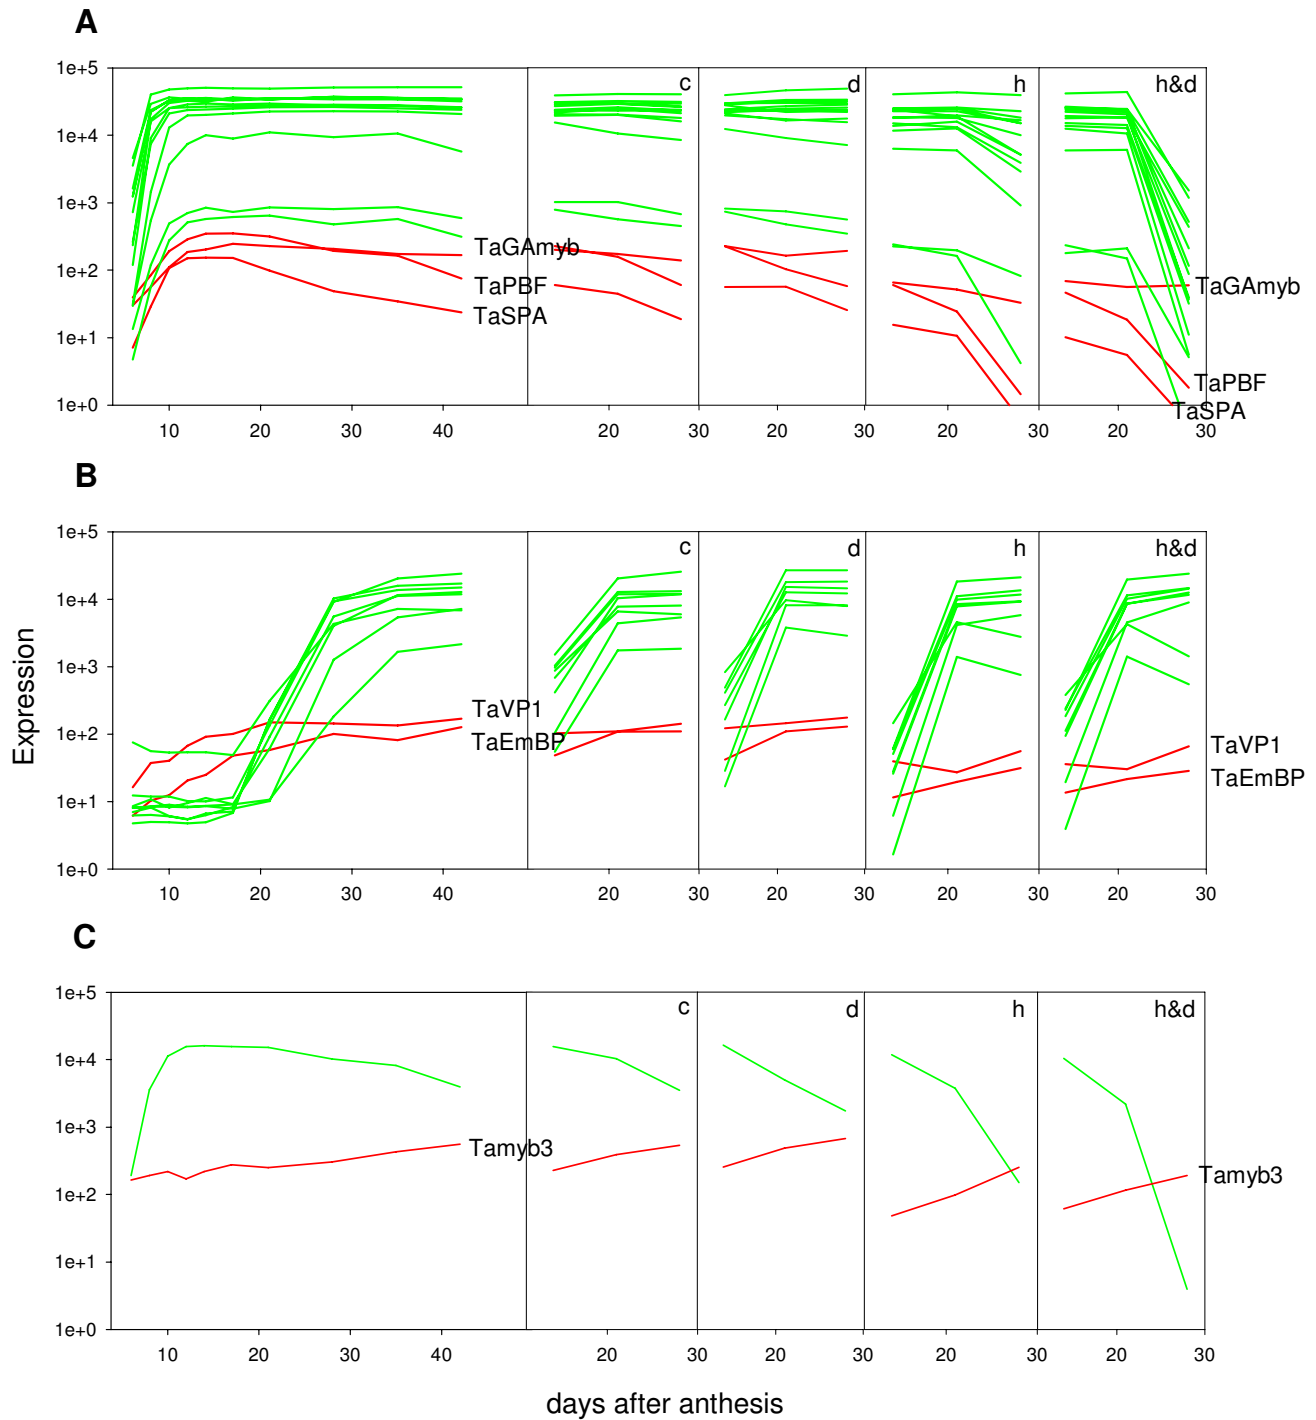 A
1e+5
1e+4
1e+3
1e+2
1e+1
1e+0
c
d
h
h&d
TaGAmyb
TaPBF
TaSPA
TaGAmyb
TaPBF
TaSPA
10
20
30
40
20
30
20
30
20
30
20
30
B
1e+5
1e+4
1e+3
1e+2
1e+1
1e+0
c
d
h
h&d
TaVP1
TaEmBP
TaVP1
TaEmBP
10
20
30
40
20
30
20
30
20
30
20
30
Expression
C
1e+5
1e+4
1e+3
1e+2
1e+1
1e+0
c
d
h
h&d
Tamyb3
Tamyb3
10
20
30
40
20
30
20
30
20
30
20
30
days after anthesis